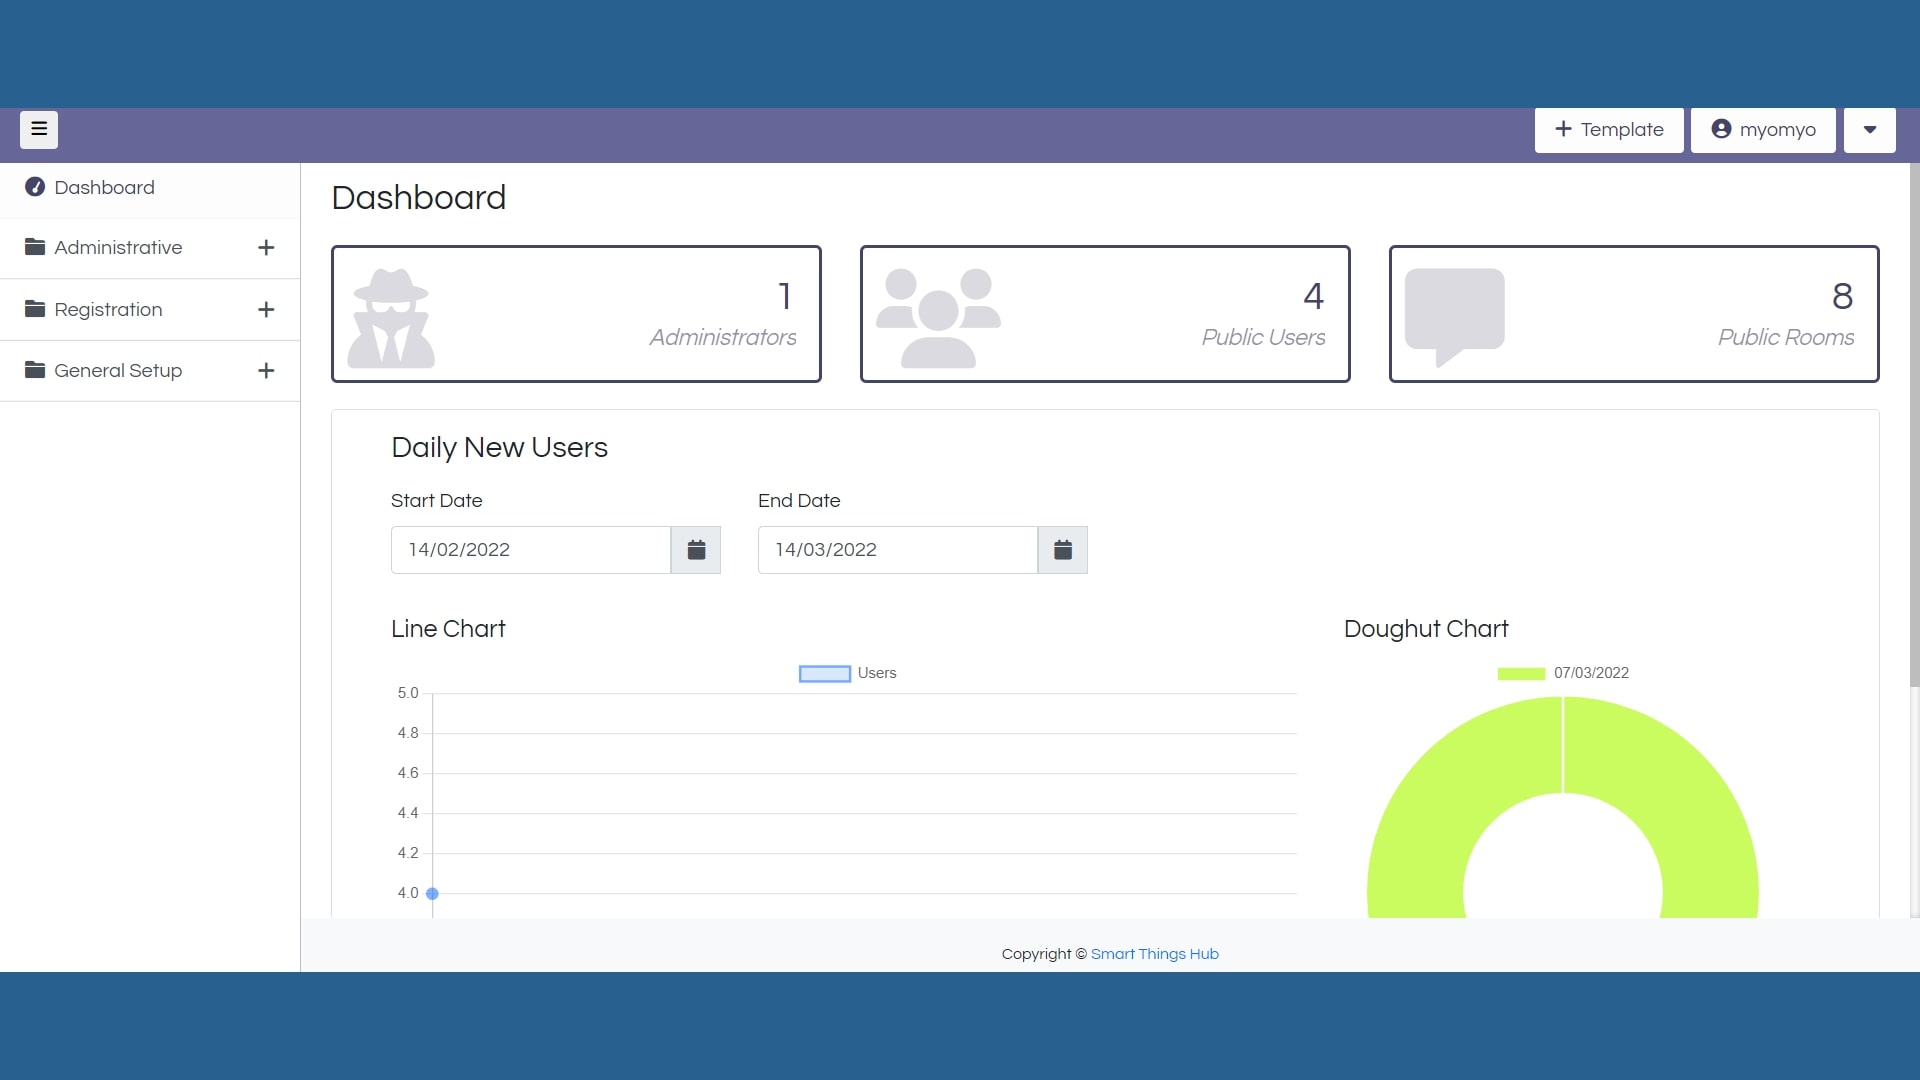 Template
myomyo
Dashboard
Administrative
Registration
General Setup
Dashboard
1
Administrators
4
Public Users
8
Public Rooms
Daily New Users
Start Date
End Date
14/02/2022
14/03/2022
Line Chart
Users
5.0
4.8
4.6
4.4
4.2
4.0
Doughut Chart
07/03/2022
Copyright © Smart Things Hub